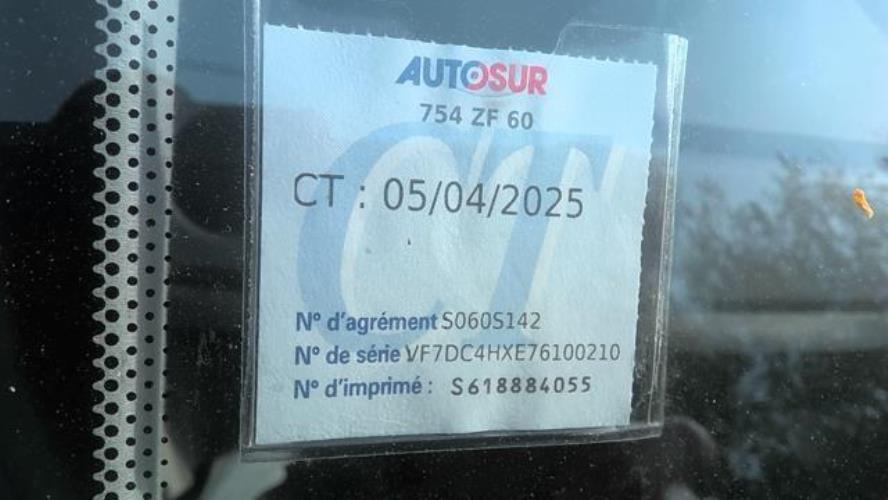 AUTOSUR
754 ZF 60
CT : 05/04/2025
N° d'agrément S060S142
N° de série VF7DC4HXE76100210
N° d'imprimé : S618884055